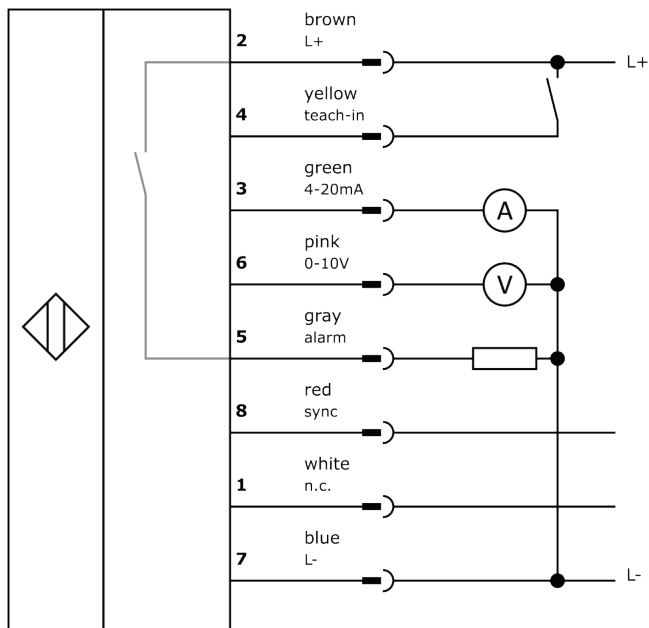 brown
2 L+
L+
yellow
4 teach-in
green
3 4-20mA
A
pink
6 0-10V
V
gray
5 alarm
red
8 sync
white
1 n.c.
blue
7 L-
L-